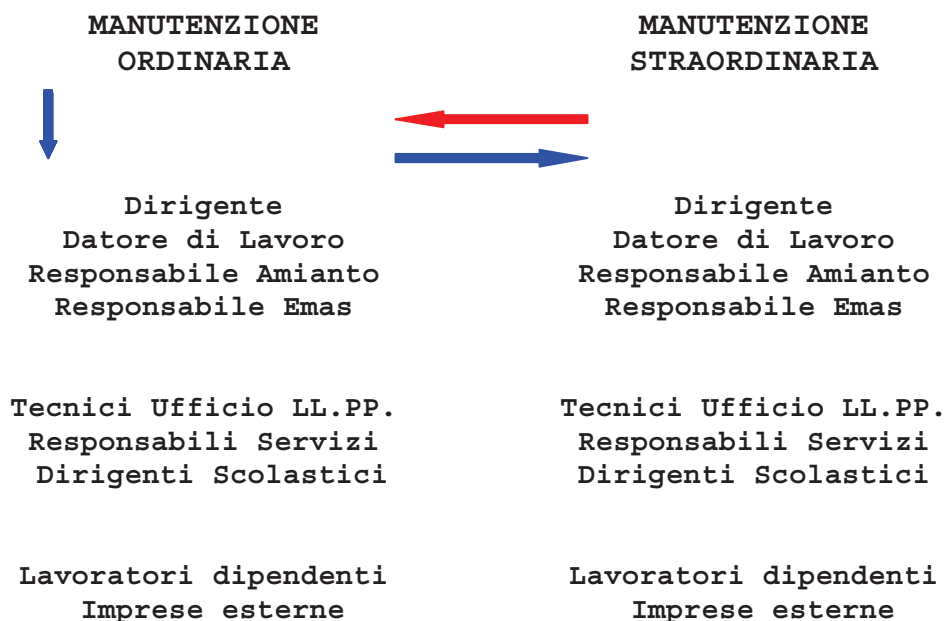 MANUTENZIONE
ORDINARIA
Dirigente
Datore di Lavoro
Responsabile Amianto
Responsabile Emas
Tecnici Ufficio LL.PP.
Responsabili Servizi
Dirigenti Scolastici
Lavoratori dipendenti
Imprese esterne
MANUTENZIONE
STRAORDINARIA
Dirigente
Datore di Lavoro
Responsabile Amianto
Responsabile Emas
Tecnici Ufficio LL.PP.
Responsabili Servizi
Dirigenti Scolastici
Lavoratori dipendenti
Imprese esterne